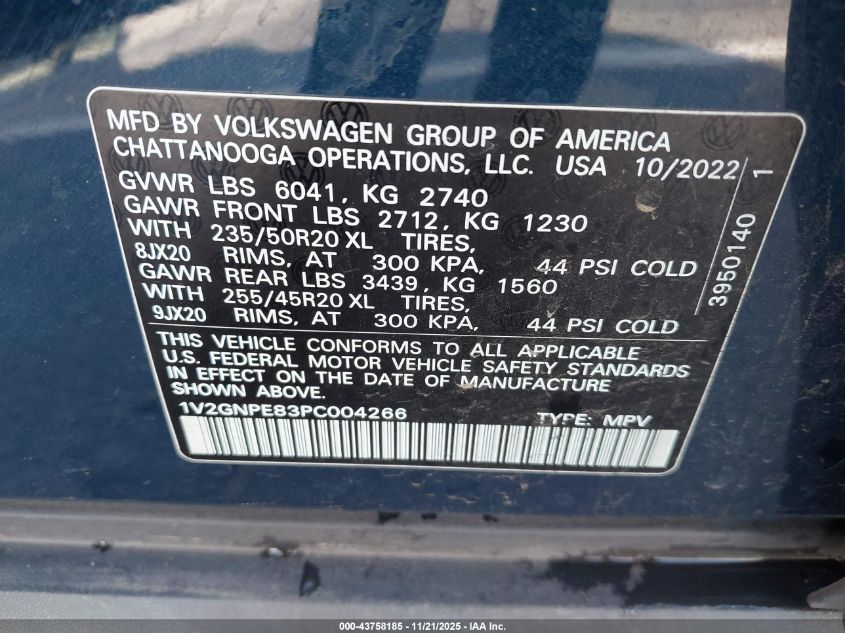 MFD BY VOLKSWAGEN GROUP OF AMERICA
CHATTANOOGA OPERATIONS, LLC. USA 10/2022
GVWR LBS 6041, KG 2740
GAWR FRONT LBS 2712, KG 1230
WITH 235/50R20 XL TIRES,
8JX20 RIMS, AT 300 KPA, 44 PSI COLD
GAWR REAR LBS 3439, KG 1560
WITH 255/45R20 XL TIRES,
9JX20 RIMS, AT 300 KPA, 44 PSI COLD
3950140 1
THIS VEHICLE CONFORMS TO ALL APPLICABLE
U.S. FEDERAL MOTOR VEHICLE SAFETY STANDARDS
IN EFFECT ON THE DATE OF MANUFACTURE
SHOWN ABOVE.
1V2GNPE83PC004266 TYPE: MPV
000-43758185 - 11/21/2025 - IAA Inc.